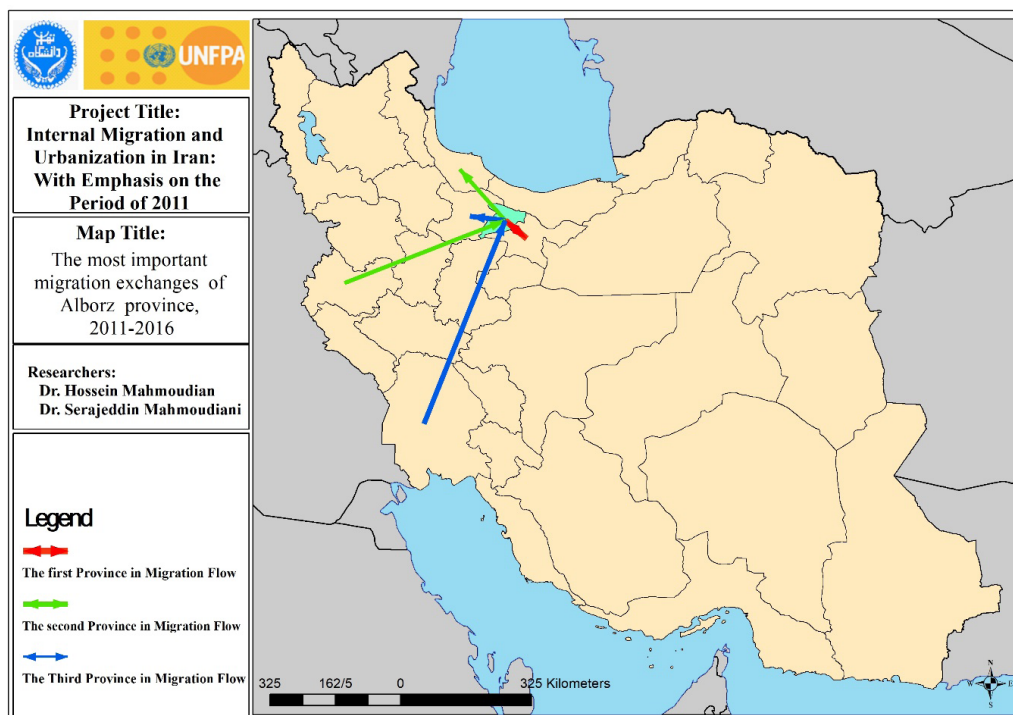 UNFPA
Project Title:
Internal Migration and
Urbanization in Iran:
With Emphasis on the
Period of 2011
Map Title:
The most important
migration exchanges of
Alborz province,
2011-2016
Researchers:
Dr. Hossein Mahmoudian
Dr. Serajeddin Mahmoudiani
Legend
The first Province in Migration Flow
The second Province in Migration Flow
The Third Province in Migration Flow
325 162/5 0 325 Kilometers
N
W E
S